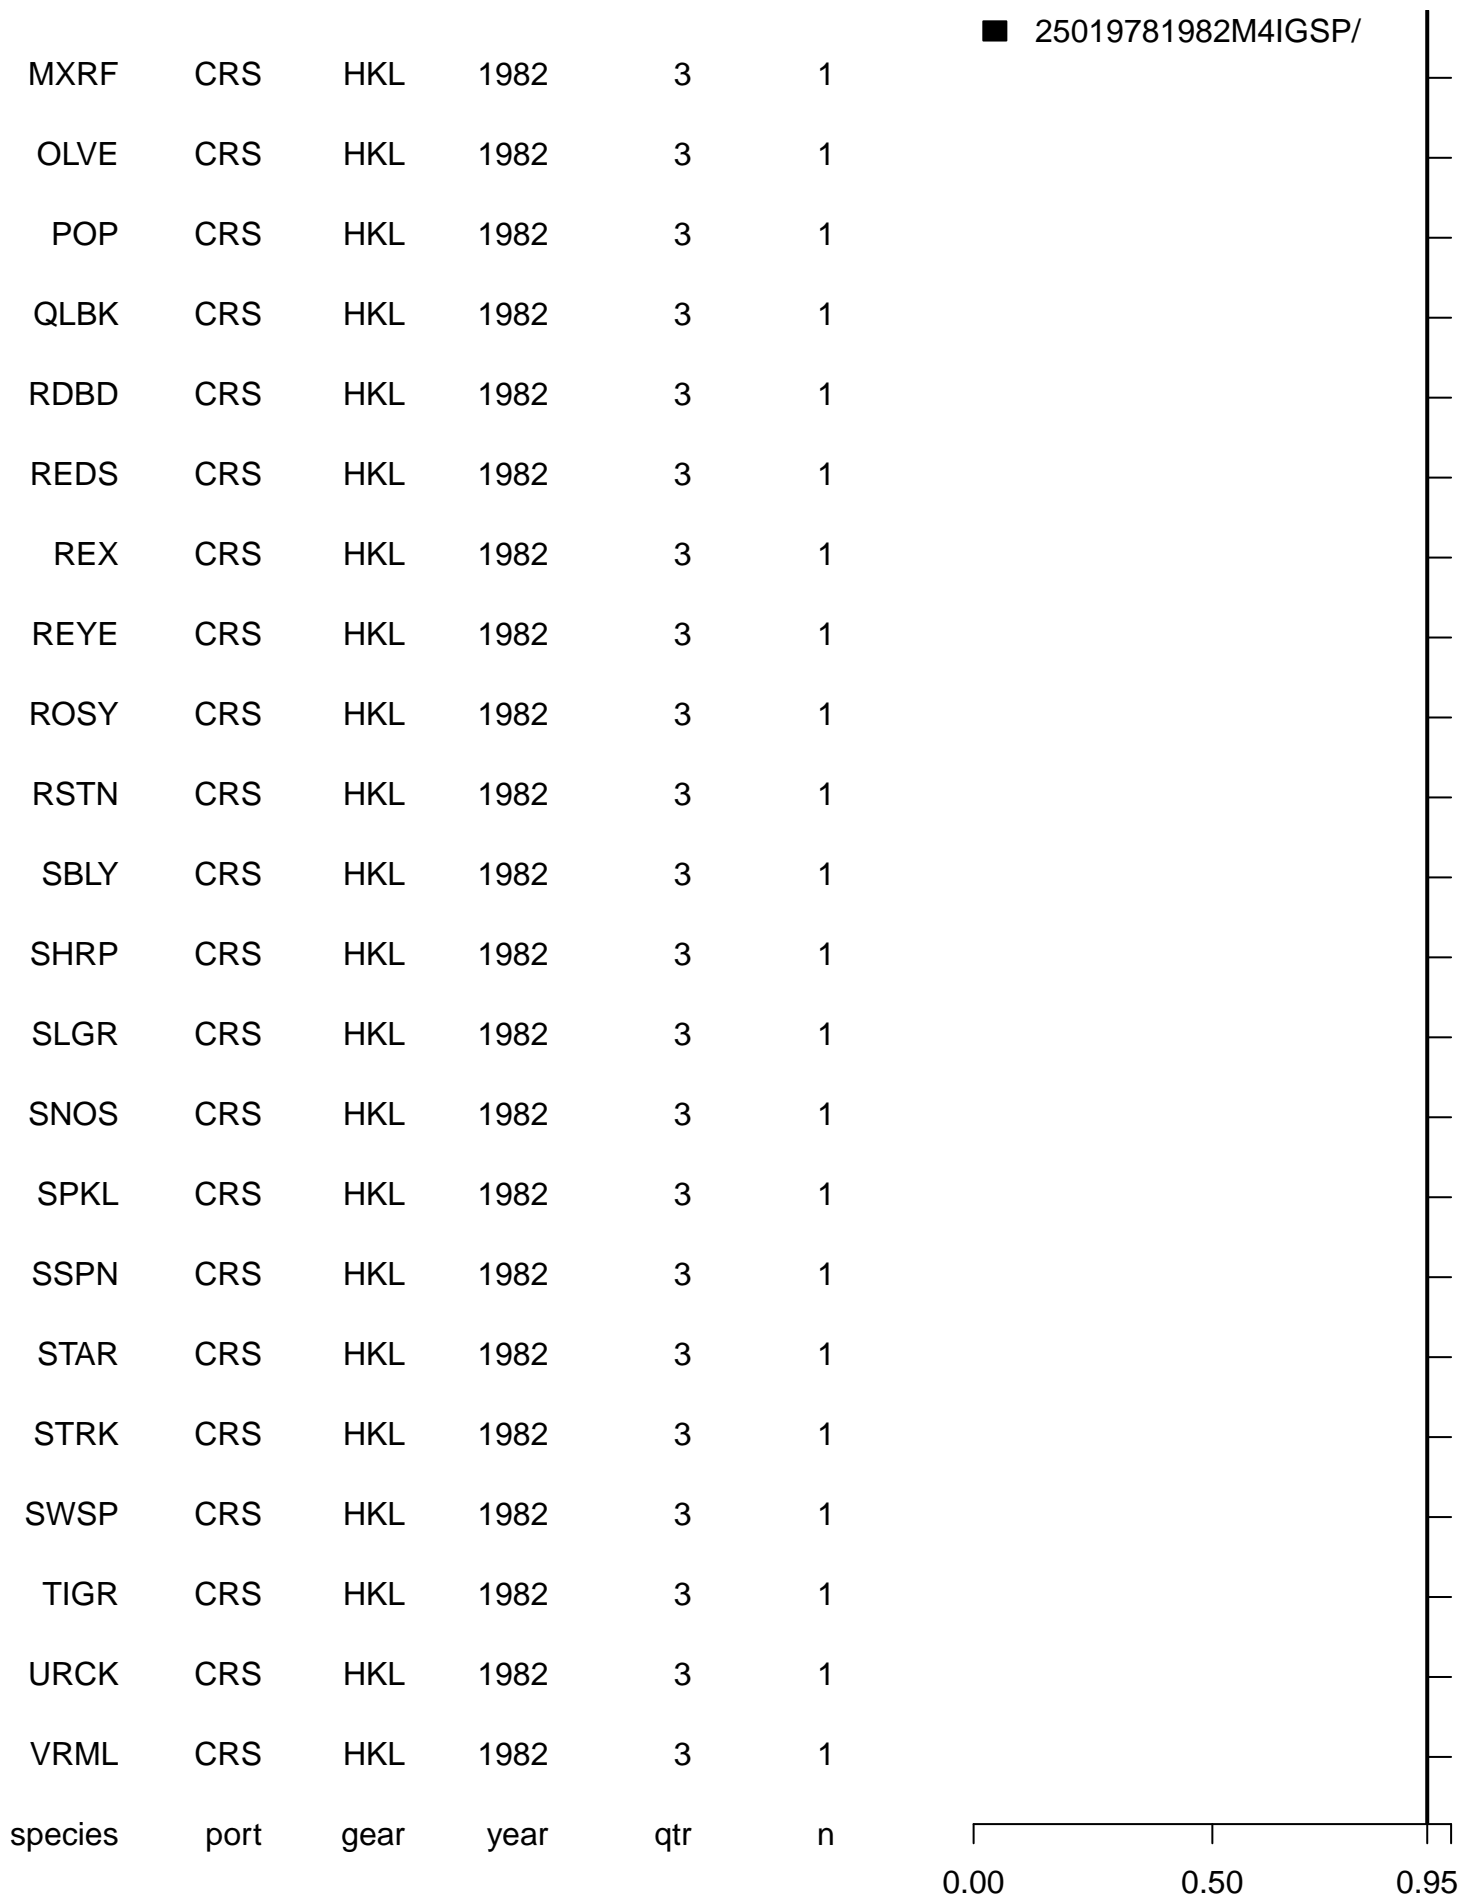 25019781982M4IGSP/
MXRF CRS HKL 1982 3 1
OLVE CRS HKL 1982 3 1
POP CRS HKL 1982 3 1
QLBK CRS HKL 1982 3 1
RDBD CRS HKL 1982 3 1
REDS CRS HKL 1982 3 1
REX CRS HKL 1982 3 1
REYE CRS HKL 1982 3 1
ROSY CRS HKL 1982 3 1
RSTN CRS HKL 1982 3 1
SBLY CRS HKL 1982 3 1
SHRP CRS HKL 1982 3 1
SLGR CRS HKL 1982 3 1
SNOS CRS HKL 1982 3 1
SPKL CRS HKL 1982 3 1
SSPN CRS HKL 1982 3 1
STAR CRS HKL 1982 3 1
STRK CRS HKL 1982 3 1
SWSP CRS HKL 1982 3 1
TIGR CRS HKL 1982 3 1
URCK CRS HKL 1982 3 1
VRML CRS HKL 1982 3 1
species port gear year qtr n
0.00 0.50 0.95